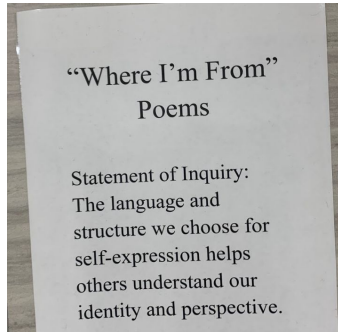 “Where I’m From”
Poems
Statement of Inquiry:
The language and
structure we choose for
self-expression helps
others understand our
identity and perspective.